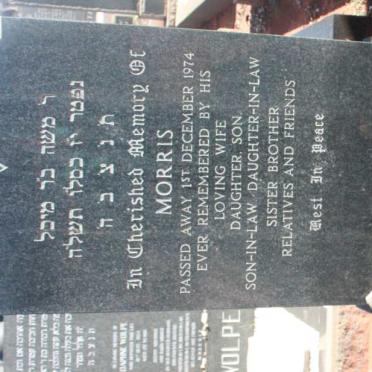 ר משה בר מיכל
נפטר יז כסלו תשלה
ת נ צ ב ה
In Cherished Memory Of
MORRIS
PASSED AWAY 1ST DECEMBER 1974
EVER REMEMBERED BY HIS
LOVING WIFE
DAUGHTER, SON,
SON-IN-LAW DAUGHTER-IN-LAW
SISTER BROTHER
RELATIVES AND FRIENDS
Rest In Peace
WOLPE
WOLPE